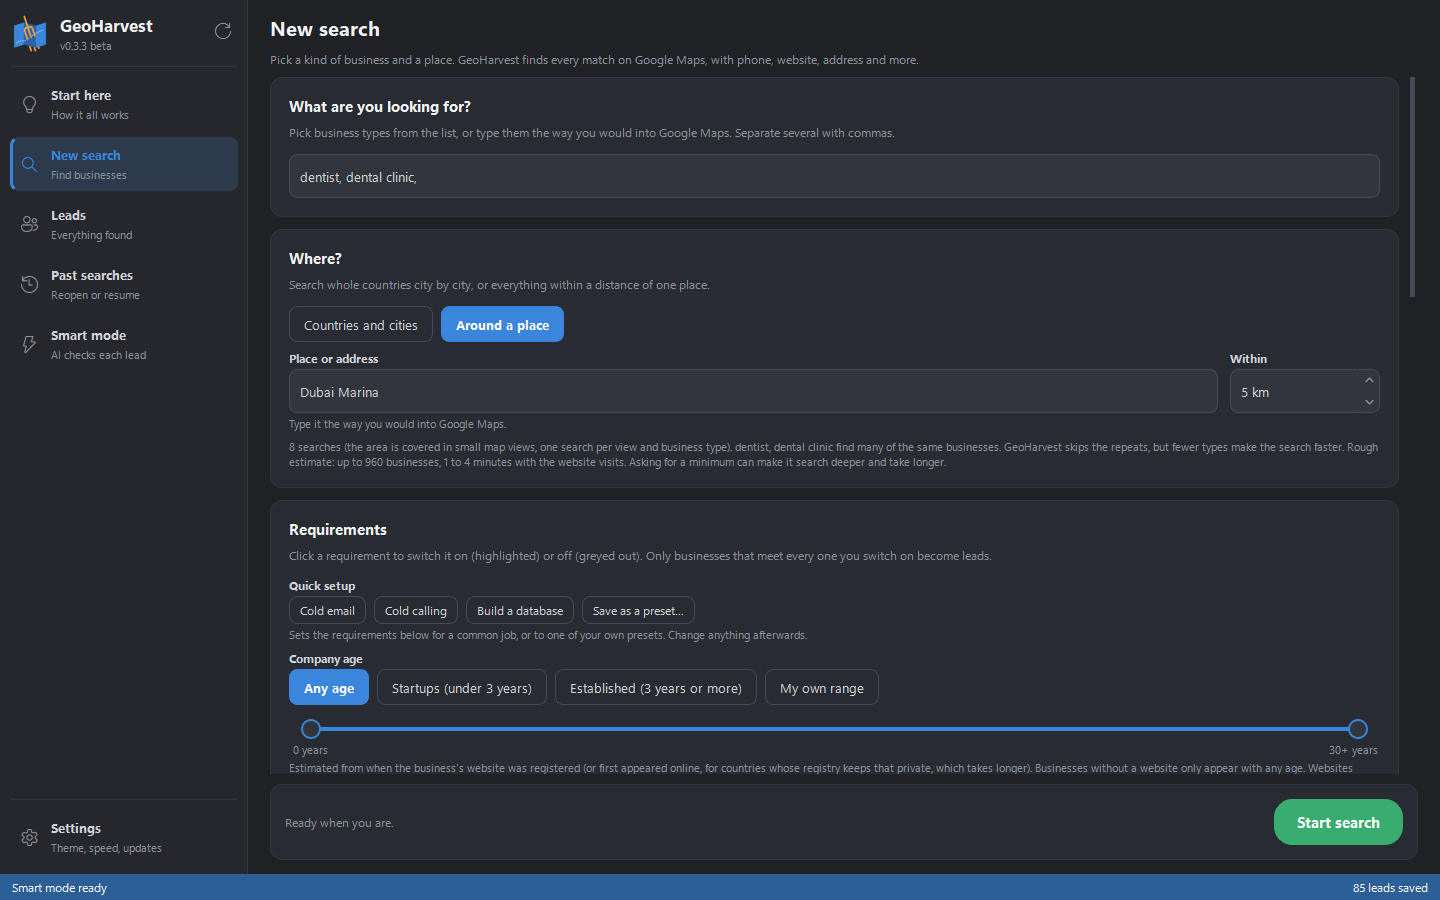 GeoHarvest
v0.3.3 beta
Start here
How it all works
New search
Find businesses
Leads
Everything found
Past searches
Reopen or resume
Smart mode
AI checks each lead
Settings
Theme, speed, updates
New search
Pick a kind of business and a place. GeoHarvest finds every match on Google Maps, with phone, website, address and more.
What are you looking for?
Pick business types from the list, or type them the way you would into Google Maps. Separate several with commas.
dentist, dental clinic,
Where?
Search whole countries city by city, or everything within a distance of one place.
Countries and cities
Around a place
Place or address
Within
Dubai Marina
5 km
Type it the way you would into Google Maps.
8 searches (the area is covered in small map views, one search per view and business type). dentist, dental clinic find many of the same businesses. GeoHarvest skips the repeats, but fewer types make the search faster. Rough
estimate: up to 960 businesses, 1 to 4 minutes with the website visits. Asking for a minimum can make it search deeper and take longer.
Requirements
Click a requirement to switch it on (highlighted) or off (greyed out). Only businesses that meet every one you switch on become leads.
Quick setup
Cold email
Cold calling
Build a database
Save as a preset...
Sets the requirements below for a common job, or to one of your own presets. Change anything afterwards.
Company age
Any age
Startups (under 3 years)
Established (3 years or more)
My own range
0 years
30+ years
Estimated from when the business's website was registered (or first appeared online, for countries whose registry keeps that private, which takes longer). Businesses without a website only appear with any age. Websites
Ready when you are.
Start search
Smart mode ready
85 leads saved